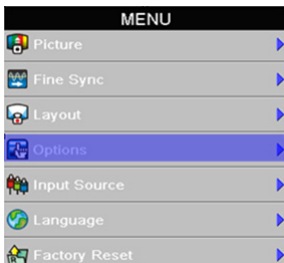 MENU
Picture
Fine Sync
Layout
Options
Input Source
Language
Factory Reset